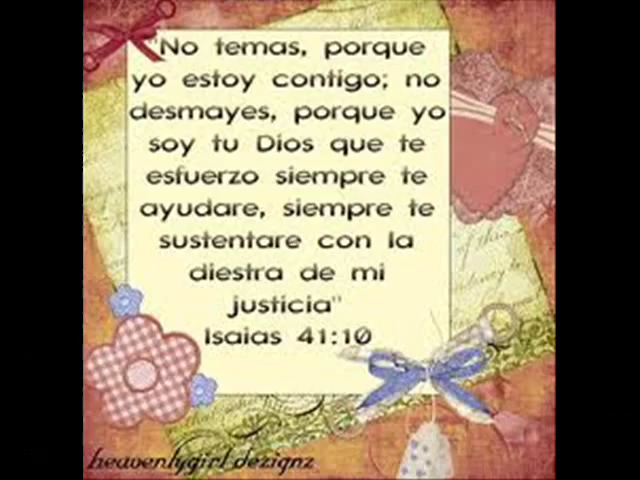 "No temas, porque
yo estoy contigo; no
desmayes, porque yo
soy tu Dios que te
esfuerzo siempre te
ayudare, siempre te
sustentare con la
diestra de mi
justicia"
Isaias 41:10
heavenlygirl dezignz